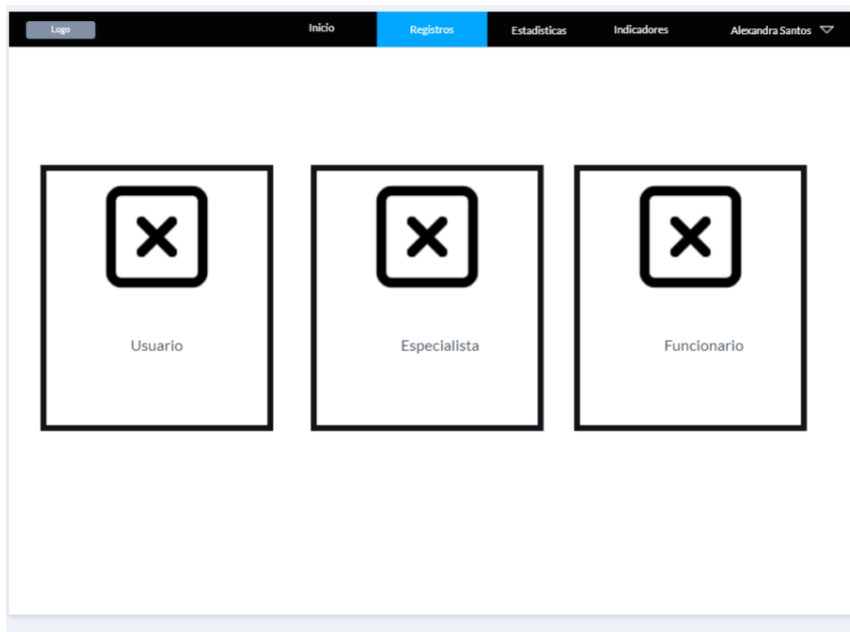 Logo
Inicio
Registros
Estadisticas
Indicadores
Alexandra Santos
Usuario
Especialista
Funcionario